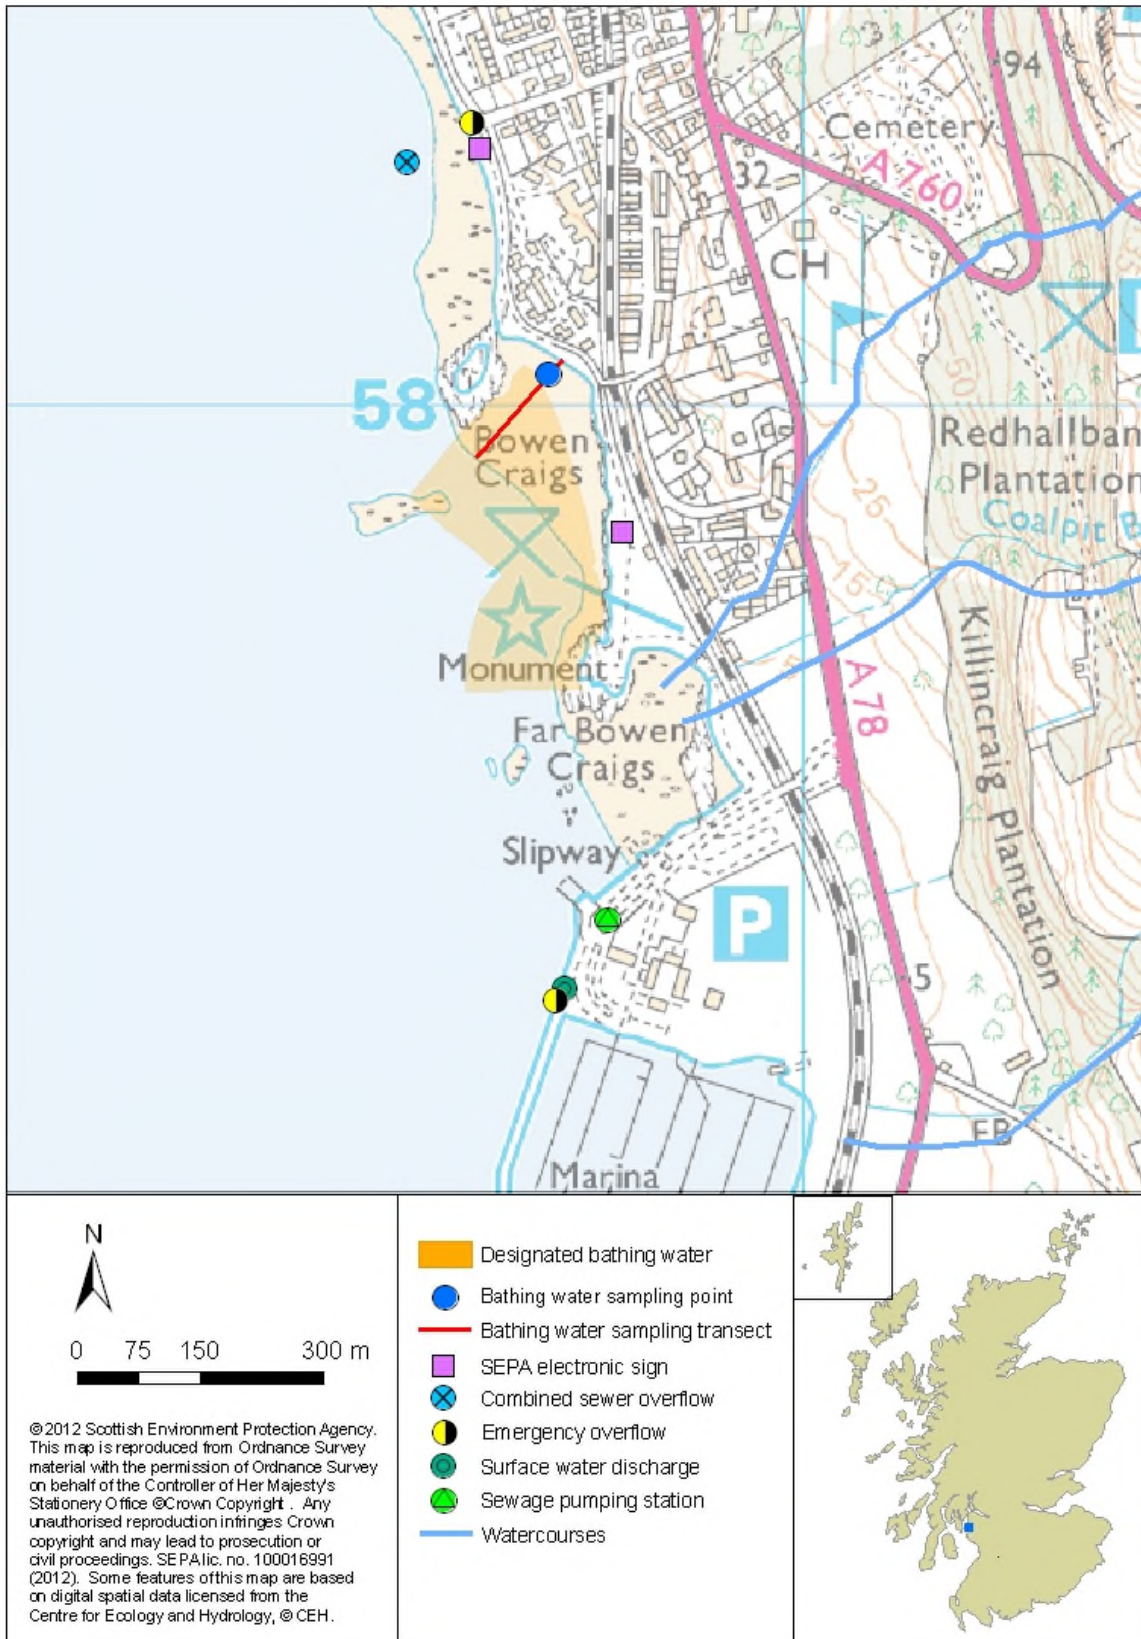 94
Cemetery
A 760
32
CH
58
50
Bowen
Craigs
Redhallban
Plantation
Coalpit B
25
15
Monument
Killincraig Plantation
A 78
Far Bowen
Craigs
Slipway
P
5
FB
Marina
N
0 75 150 300 m
©2012 Scottish Environment Protection Agency.
This map is reproduced from Ordnance Survey
material with the permission of Ordnance Survey
on behalf of the Controller of Her Majesty's
Stationery Office ©Crown Copyright . Any
unauthorised reproduction infringes Crown
copyright and may lead to prosecution or
civil proceedings. SEPA lic. no. 100016991
(2012). Some features of this map are based
on digital spatial data licensed from the
Centre for Ecology and Hydrology, © CEH.
Designated bathing water
Bathing water sampling point
Bathing water sampling transect
SEPA electronic sign
Combined sewer overflow
Emergency overflow
Surface water discharge
Sewage pumping station
Watercourses